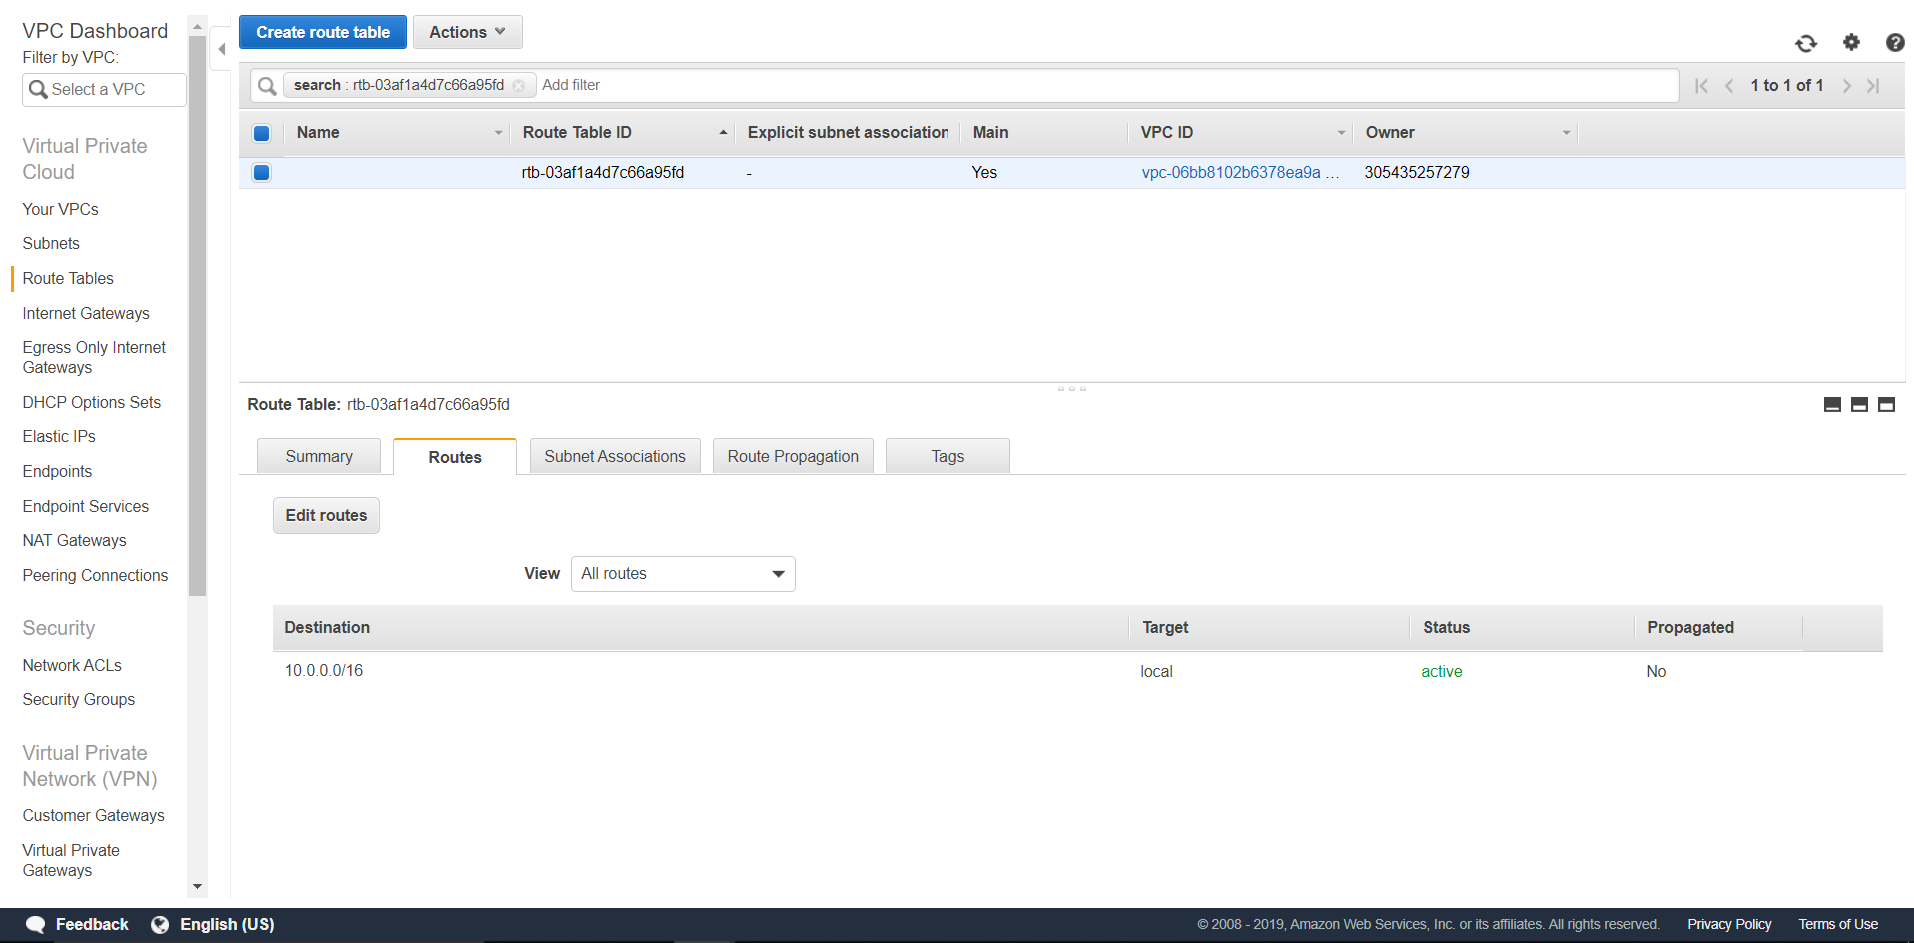 VPC Dashboard
Filter by VPC:
Select a VPC
Virtual Private
Cloud
Your VPCs
Subnets
Route Tables
Internet Gateways
Egress Only Internet
Gateways
DHCP Options Sets
Elastic IPs
Endpoints
Endpoint Services
NAT Gateways
Peering Connections
Security
Network ACLs
Security Groups
Virtual Private
Network (VPN)
Customer Gateways
Virtual Private
Gateways
Create route table Actions
search : rtb-03af1a4d7c66a95fd Add filter 1 to 1 of 1
Name Route Table ID Explicit subnet association Main VPC ID Owner
rtb-03af1a4d7c66a95fd - Yes vpc-06bb8102b6378ea9a ... 305435257279
Route Table: rtb-03af1a4d7c66a95fd
Summary Routes Subnet Associations Route Propagation Tags
Edit routes
View All routes
Destination Target Status Propagated
10.0.0.0/16 local active No
Feedback English (US) © 2008 - 2019, Amazon Web Services, Inc. or its affiliates. All rights reserved. Privacy Policy Terms of Use